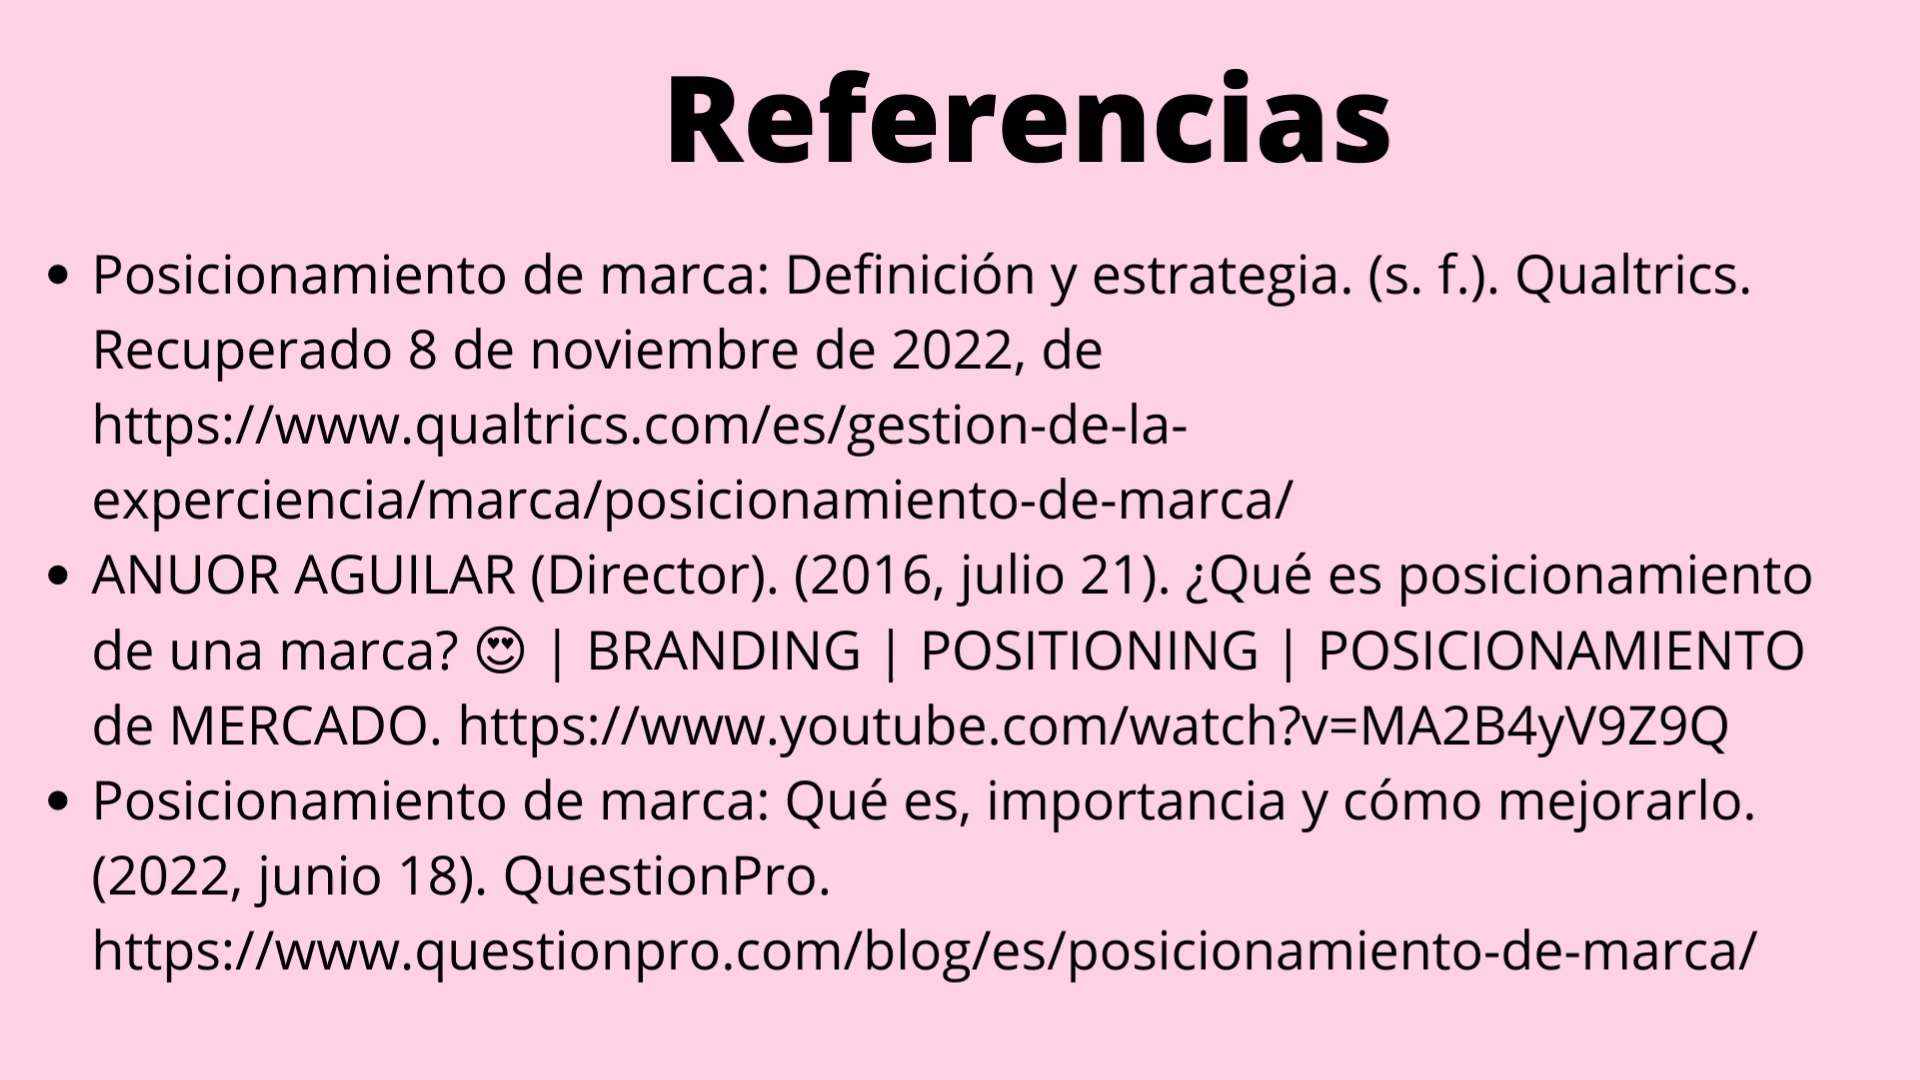 Referencias
• Posicionamiento de marca: Definición y estrategia. (s. f.). Qualtrics.
Recuperado 8 de noviembre de 2022, de
https://www.qualtrics.com/es/gestion-de-la-
experciencia/marca/posicionamiento-de-marca/
• ANUOR AGUILAR (Director). (2016, julio 21). ¿Qué es posicionamiento
de una marca? 😍 | BRANDING | POSITIONING | POSICIONAMIENTO
de MERCADO. https://www.youtube.com/watch?v=MA2B4yV9Z9Q
• Posicionamiento de marca: Qué es, importancia y cómo mejorarlo.
(2022, junio 18). QuestionPro.
https://www.questionpro.com/blog/es/posicionamiento-de-marca/